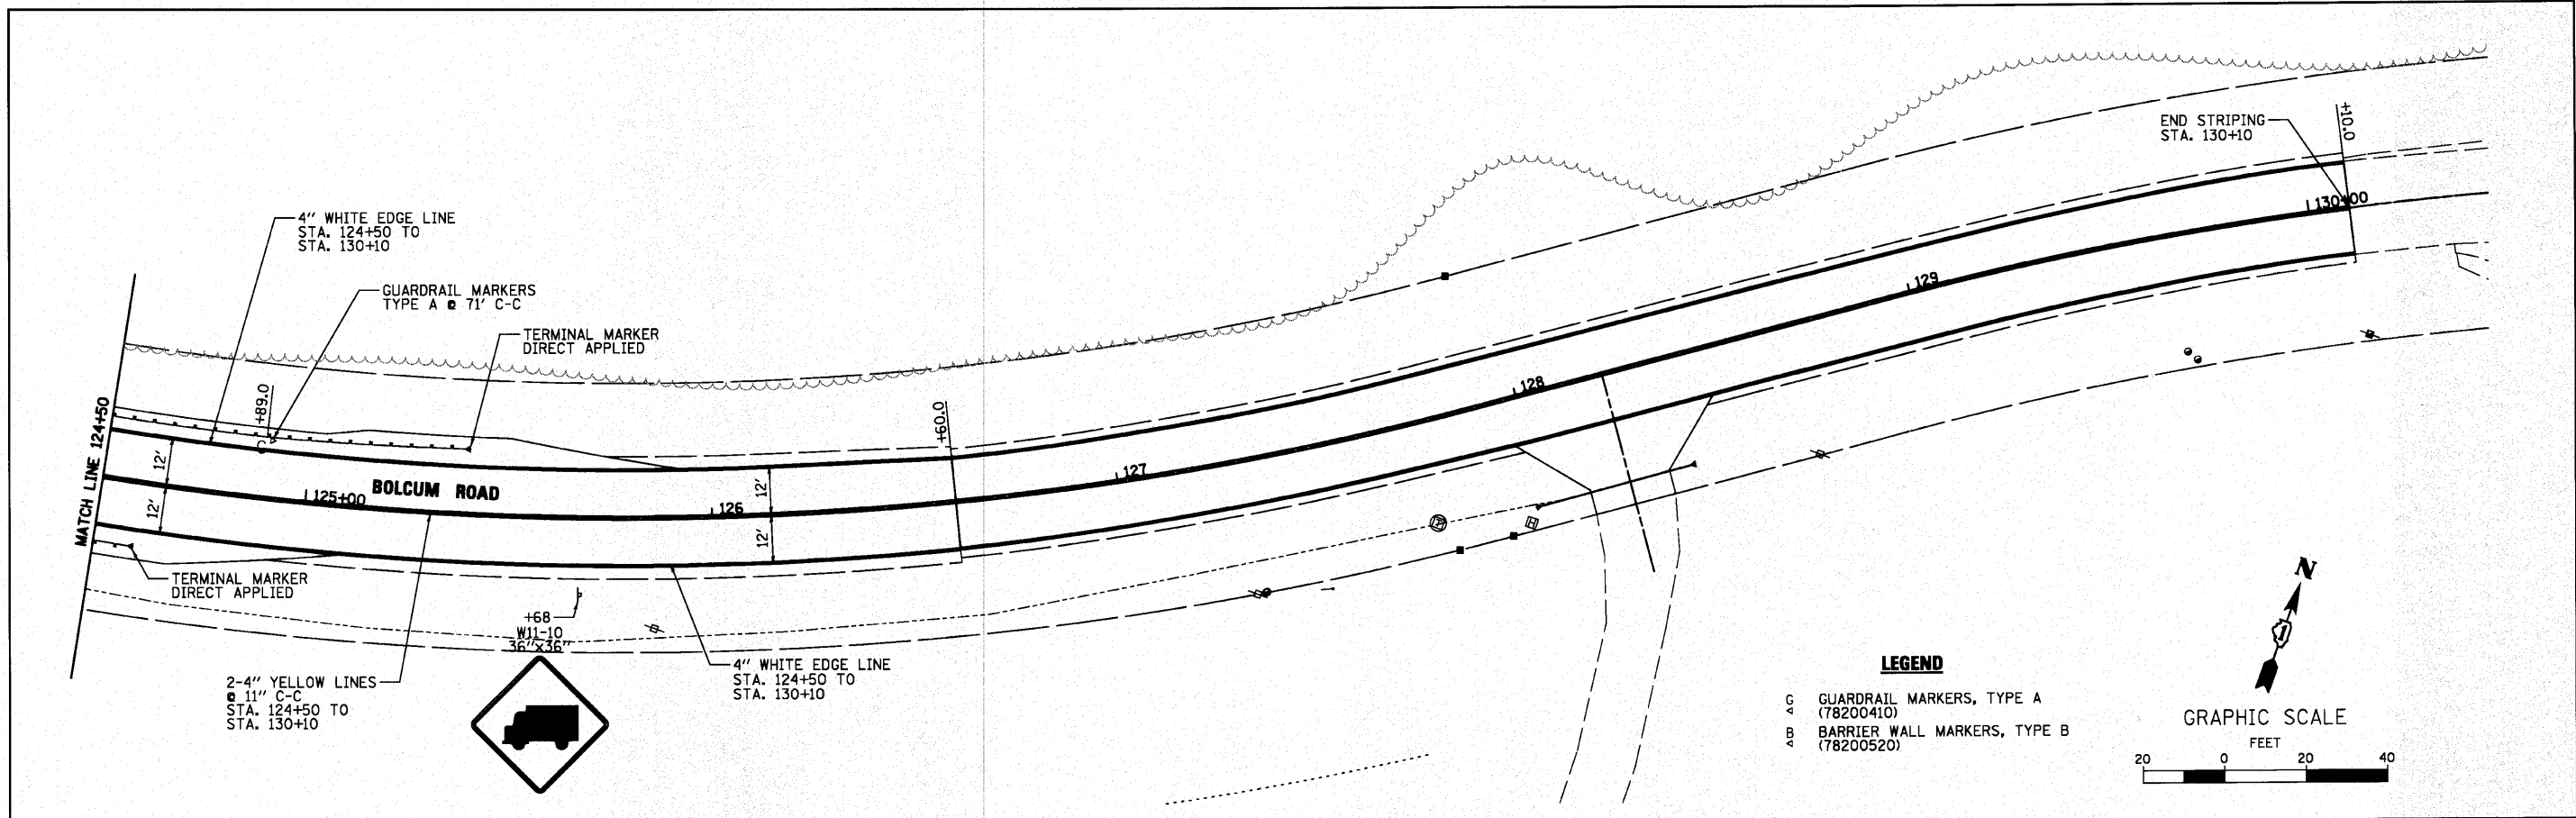 END STRIPING
STA. 130+10
+10.0
130+00
4" WHITE EDGE LINE
STA. 124+50 TO
STA. 130+10
GUARDRAIL MARKERS
TYPE A @ 71' C-C
TERMINAL MARKER
DIRECT APPLIED
129
128
127
126
125+00
+89.0
+60.0
G
MATCH LINE 124+50
12'
12'
12'
12'
BOLCUM ROAD
TERMINAL MARKER
DIRECT APPLIED
+68
W11-10
36"x36"
2-4" YELLOW LINES
@ 11" C-C
STA. 124+50 TO
STA. 130+10
4" WHITE EDGE LINE
STA. 124+50 TO
STA. 130+10
H
N
1
LEGEND
G GUARDRAIL MARKERS, TYPE A
(78200410)
B BARRIER WALL MARKERS, TYPE B
(78200520)
GRAPHIC SCALE
FEET
20 0 20 40